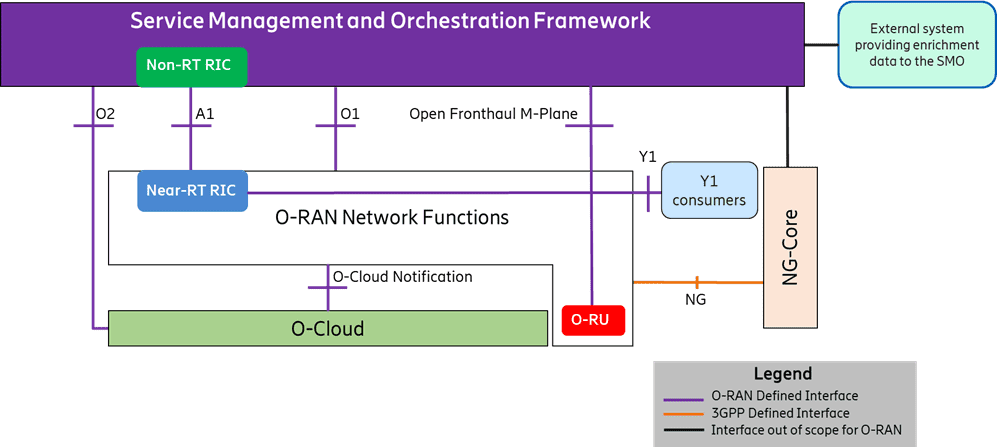 Service Management and Orchestration Framework
External system
providing enrichment
data to the SMO
Non-RT RIC
O2
A1
O1
Open Fronthaul M-Plane
Y1
Near-RT RIC
Y1
consumers
O-RAN Network Functions
NG-Core
O-Cloud Notification
NG
O-RU
O-Cloud
Legend
O-RAN Defined Interface
3GPP Defined Interface
Interface out of scope for O-RAN